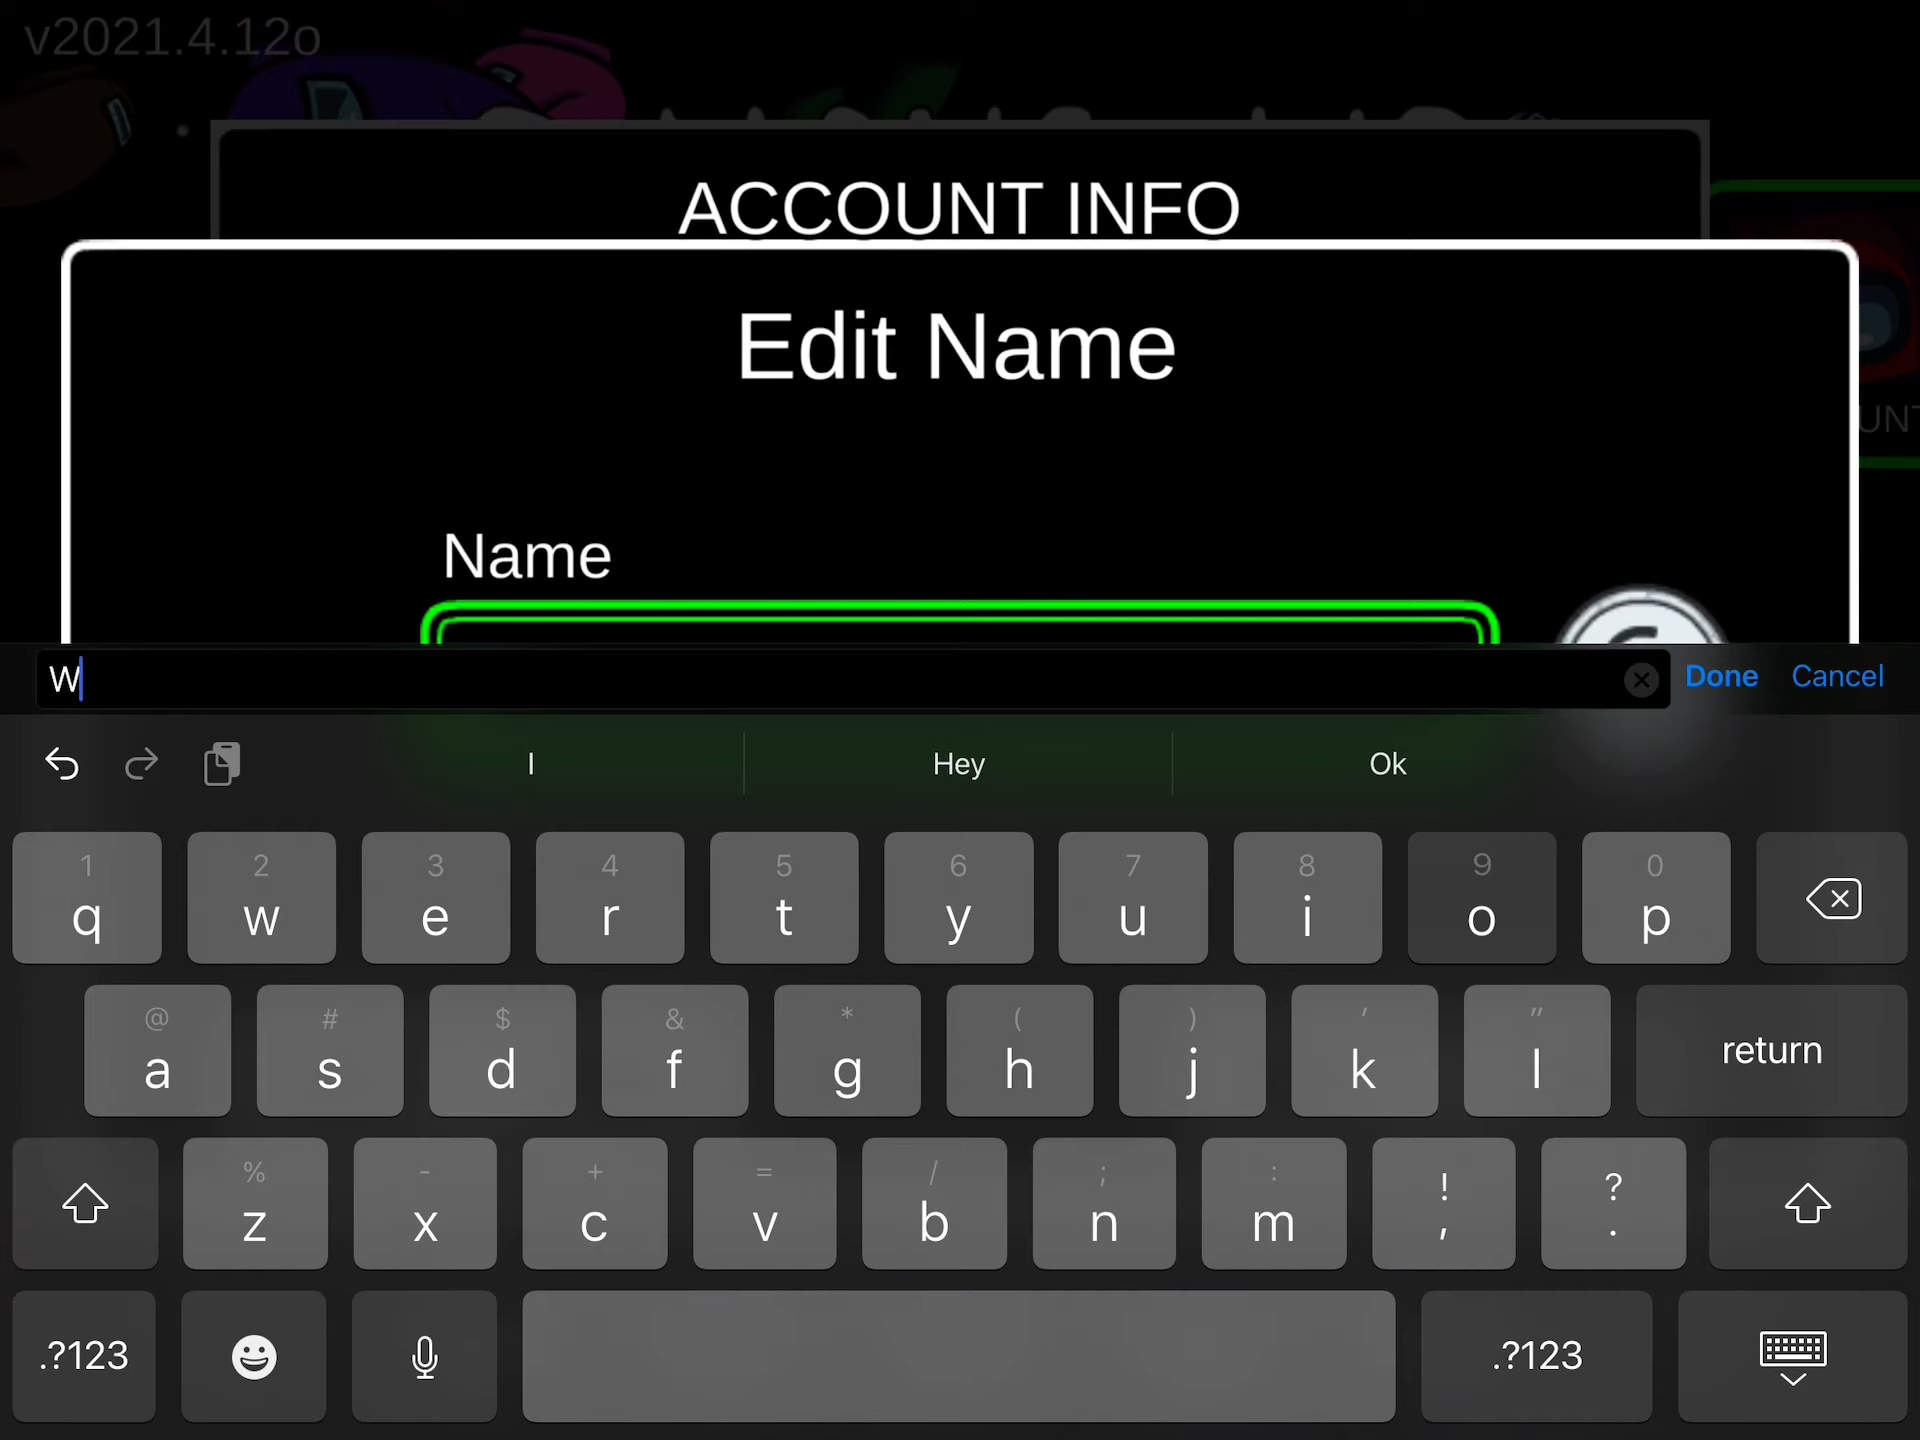 v2021.4.12o
ACCOUNT INFO
Edit Name
UNT
Name
W
Done
Cancel
I
Hey
Ok
1 2 3 4 5 6 7 8 9 0
q w e r t y u i o p
@ # $ & * ( ) ' "
a s d f g h j k l
return
% - + = / ; : ! ?
z x c v b n m , .
.?123
.?123